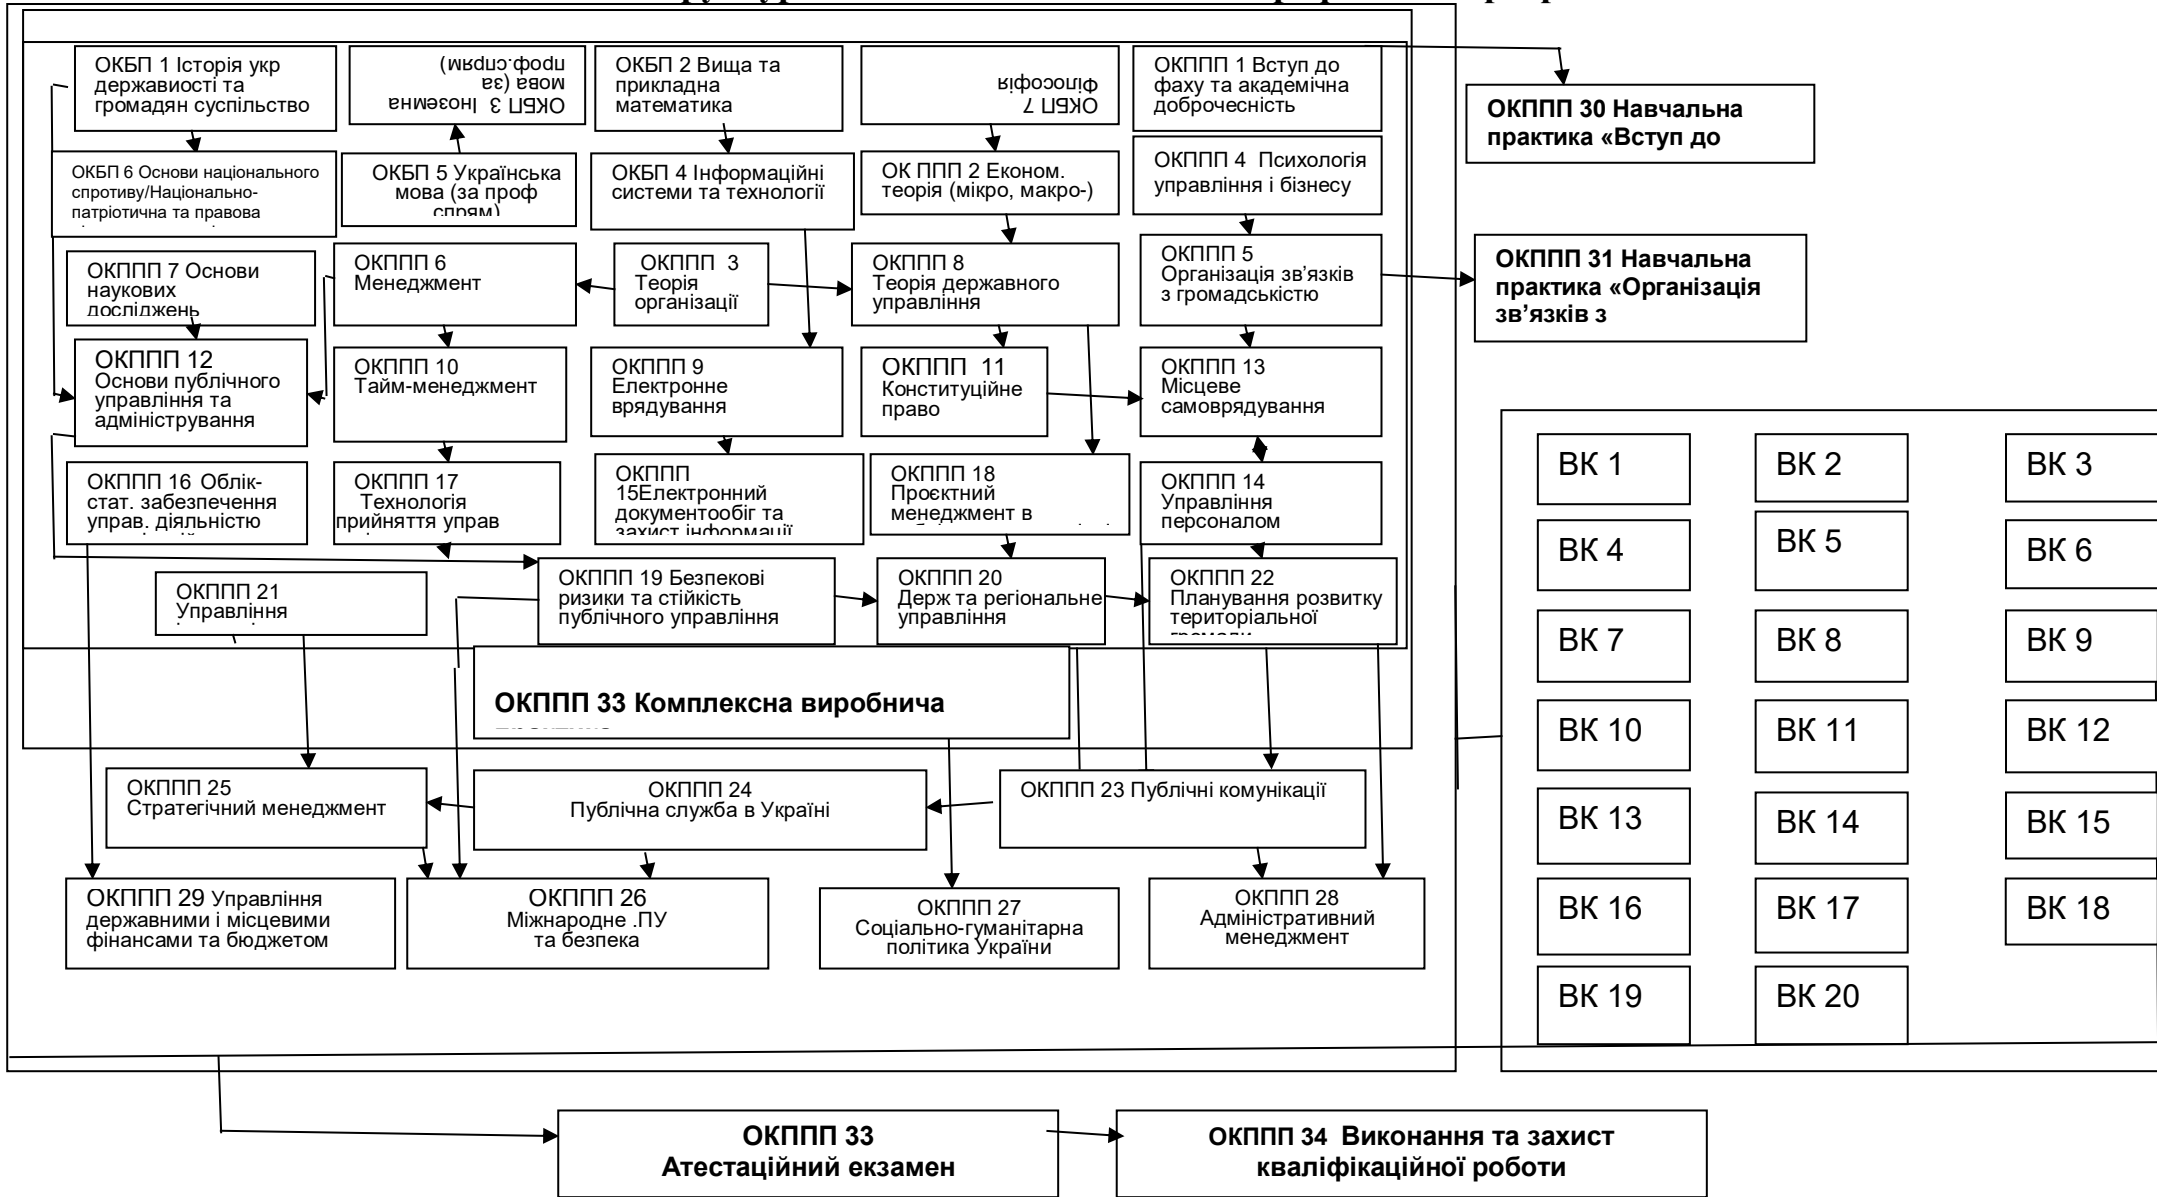 ОКБП 1 Історія укр
державиості та
громадян суспільство
ОКБП 3 Іноземна
мова (за
проф.спрям)
ОКБП 2 Вища та
прикладна
математика
ОКБП 7
Філософія
ОКППП 1 Вступ до
фаху та академічна
доброчесність
ОКППП 30 Навчальна
практика «Вступ до
ОКБП 6 Основи національного
спротиву/Національно-
патріотична та правова
ОКБП 5 Українська
мова (за проф
спрям)
ОКБП 4 Інформаційні
системи та технології
ОК ППП 2 Економ.
теорія (мікро, макро-)
ОКППП 4 Психологія
управління і бізнесу
ОКППП 7 Основи
наукових
досліджень
ОКППП 6
Менеджмент
ОКППП 3
Теорія
організації
ОКППП 8
Теорія державного
управління
ОКППП 5
Організація зв’язків
з громадськістю
ОКППП 31 Навчальна
практика «Організація
зв’язків з
ОКППП 12
Основи публічного
управління та
адміністрування
ОКППП 10
Тайм-менеджмент
ОКППП 9
Електронне
врядування
ОКППП 11
Конституційне
право
ОКППП 13
Місцеве
самоврядування
ОКППП 16 Облік-
стат. забезпечення
управ. діяльністю
ОКППП 17
Технологія
прийняття управ
ОКППП
15Електронний
документообіг та
захист інформації
ОКППП 18
Проєктний
менеджмент в
ОКППП 14
Управління
персоналом
ОКППП 21
Управління
ОКППП 19 Безпекові
ризики та стійкість
публічного управління
ОКППП 20
Держ та регіональне
управління
ОКППП 22
Планування розвитку
територіальної
громади
ОКППП 33 Комплексна виробнича
ОКППП 25
Стратегічний менеджмент
ОКППП 24
Публічна служба в Україні
ОКППП 23 Публічні комунікації
ОКППП 29 Управління
державними і місцевими
фінансами та бюджетом
ОКППП 26
Міжнародне .ПУ
та безпека
ОКППП 27
Соціально-гуманітарна
політика України
ОКППП 28
Адміністративний
менеджмент
ВК 1
ВК 2
ВК 3
ВК 4
ВК 5
ВК 6
ВК 7
ВК 8
ВК 9
ВК 10
ВК 11
ВК 12
ВК 13
ВК 14
ВК 15
ВК 16
ВК 17
ВК 18
ВК 19
ВК 20
ОКППП 33
Атестаційний екзамен
ОКППП 34 Виконання та захист
кваліфікаційної роботи